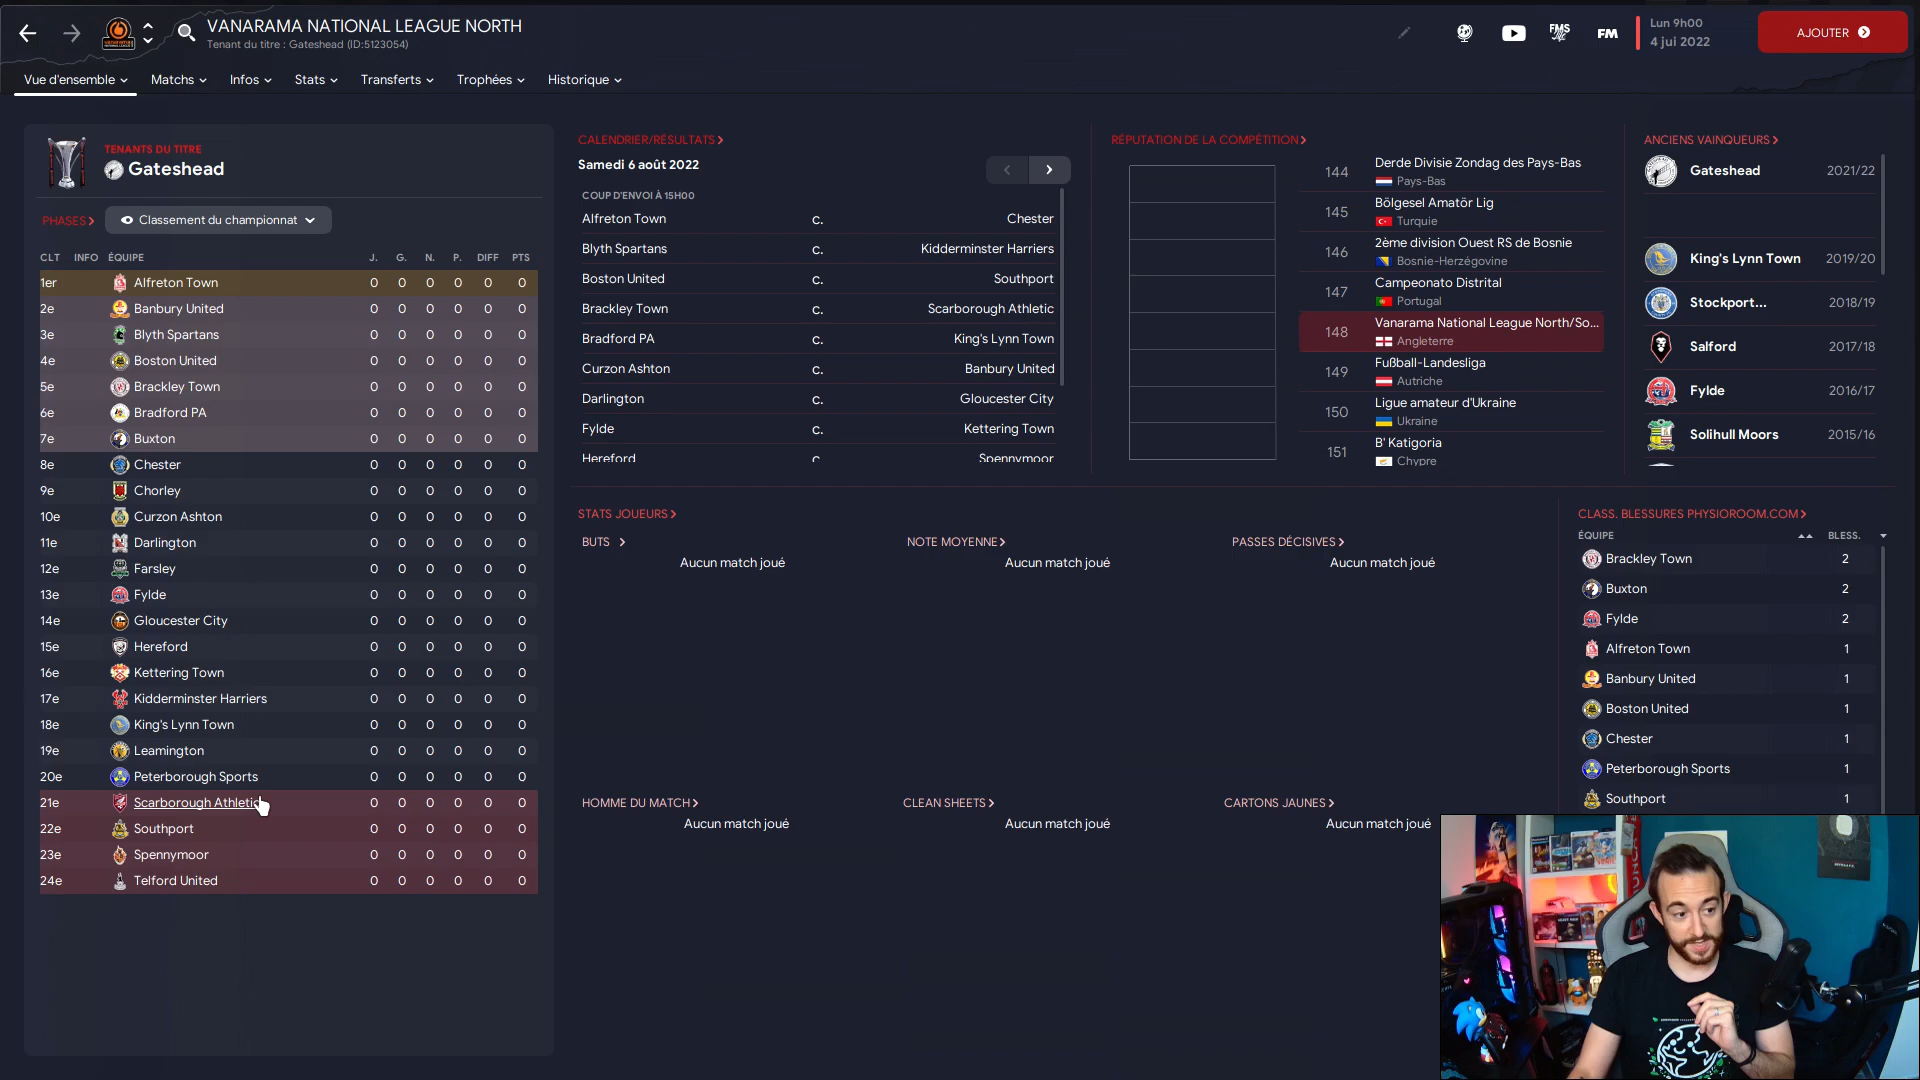 VANARAMA NATIONAL LEAGUE NORTH
Tenant du titre : Gateshead (ID:5123054)
FMS
FM
Lun 9h00
4 jui 2022
AJOUTER
Vue d'ensemble
Matchs
Infos
Stats
Transferts
Trophées
Historique
TENANTS DU TITRE
Gateshead
PHASES
Classement du championnat
CLT INFO ÉQUIPE J. G. N. P. DIFF PTS
1er Alfreton Town 0 0 0 0 0 0
2e Banbury United 0 0 0 0 0 0
3e Blyth Spartans 0 0 0 0 0 0
4e Boston United 0 0 0 0 0 0
5e Brackley Town 0 0 0 0 0 0
6e Bradford PA 0 0 0 0 0 0
7e Buxton 0 0 0 0 0 0
8e Chester 0 0 0 0 0 0
9e Chorley 0 0 0 0 0 0
10e Curzon Ashton 0 0 0 0 0 0
11e Darlington 0 0 0 0 0 0
12e Farsley 0 0 0 0 0 0
13e Fylde 0 0 0 0 0 0
14e Gloucester City 0 0 0 0 0 0
15e Hereford 0 0 0 0 0 0
16e Kettering Town 0 0 0 0 0 0
17e Kidderminster Harriers 0 0 0 0 0 0
18e King's Lynn Town 0 0 0 0 0 0
19e Leamington 0 0 0 0 0 0
20e Peterborough Sports 0 0 0 0 0 0
21e Scarborough Athletic 0 0 0 0 0 0
22e Southport 0 0 0 0 0 0
23e Spennymoor 0 0 0 0 0 0
24e Telford United 0 0 0 0 0 0
CALENDRIER/RÉSULTATS
Samedi 6 août 2022
COUP D'ENVOI À 15H00
Alfreton Town c. Chester
Blyth Spartans c. Kidderminster Harriers
Boston United c. Southport
Brackley Town c. Scarborough Athletic
Bradford PA c. King's Lynn Town
Curzon Ashton c. Banbury United
Darlington c. Gloucester City
Fylde c. Kettering Town
Hereford c. Spennymoor
RÉPUTATION DE LA COMPÉTITION
144 Derde Divisie Zondag des Pays-Bas
Pays-Bas
145 Bölgesel Amatör Lig
Turquie
146 2ème division Ouest RS de Bosnie
Bosnie-Herzégovine
147 Campeonato Distrital
Portugal
148 Vanarama National League North/So...
Angleterre
149 Fußball-Landesliga
Autriche
150 Ligue amateur d'Ukraine
Ukraine
151 B' Katigoria
Chypre
ANCIENS VAINQUEURS
Gateshead 2021/22
King's Lynn Town 2019/20
Stockport... 2018/19
Salford 2017/18
Fylde 2016/17
Solihull Moors 2015/16
STATS JOUEURS
BUTS
Aucun match joué
NOTE MOYENNE
Aucun match joué
PASSES DÉCISIVES
Aucun match joué
HOMME DU MATCH
Aucun match joué
CLEAN SHEETS
Aucun match joué
CARTONS JAUNES
Aucun match joué
CLASS. BLESSURES PHYSIOROOM.COM
ÉQUIPE BLESS.
Brackley Town 2
Buxton 2
Fylde 2
Alfreton Town 1
Banbury United 1
Boston United 1
Chester 1
Peterborough Sports 1
Southport 1